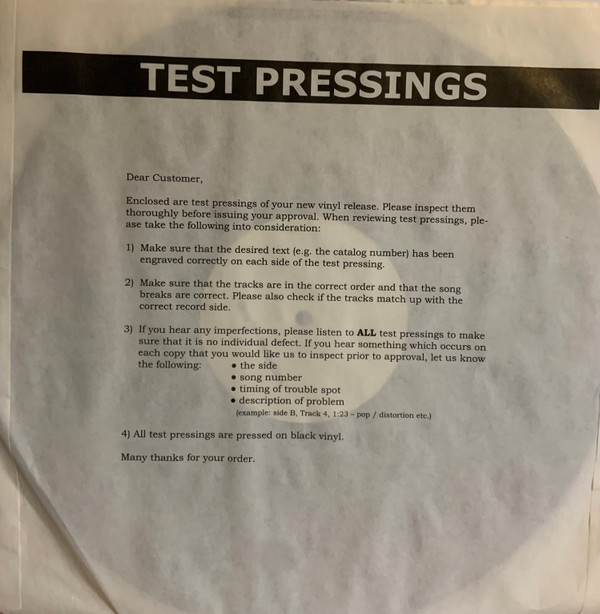 TEST PRESSINGS
Dear Customer,
Enclosed are test pressings of your new vinyl release. Please inspect them
thoroughly before issuing your approval. When reviewing test pressings, ple-
ase take the following into consideration:
1) Make sure that the desired text (e.g. the catalog number) has been
engraved correctly on each side of the test pressing.
2) Make sure that the tracks are in the correct order and that the song
breaks are correct. Please also check if the tracks match up with the
correct record side.
3) If you hear any imperfections, please listen to ALL test pressings to make
sure that it is no individual defect. If you hear something which occurs on
each copy that you would like us to inspect prior to approval, let us know
the following: • the side
• song number
• timing of trouble spot
• description of problem
(example: side B, Track 4, 1:23 – pop / distortion etc.)
4) All test pressings are pressed on black vinyl.
Many thanks for your order.